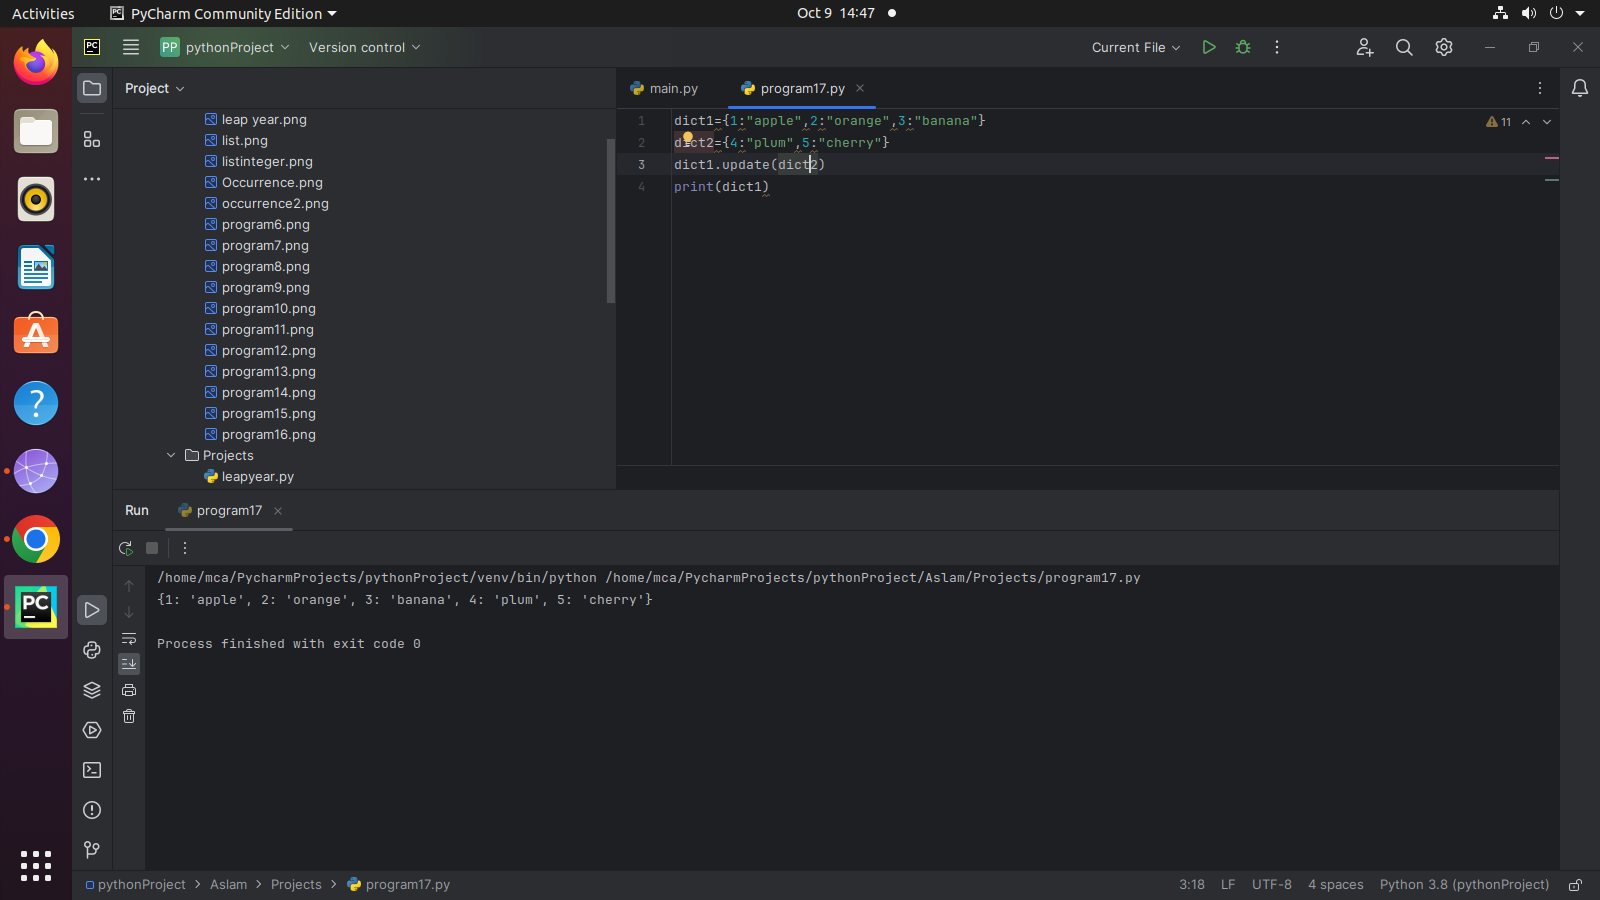 Activities PyCharm Community Edition Oct 9 14:47
PC PP pythonProject Version control Current File
Project
leap year.png
list.png
listinteger.png
Occurrence.png
occurrence2.png
program6.png
program7.png
program8.png
program9.png
program10.png
program11.png
program12.png
program13.png
program14.png
program15.png
program16.png
Projects
leapyear.py
main.py program17.py
1 dict1={1:"apple",2:"orange",3:"banana"} 11
2 dict2={4:"plum",5:"cherry"}
3 dict1.update(dict2)
4 print(dict1)
Run program17
/home/mca/PycharmProjects/pythonProject/venv/bin/python /home/mca/PycharmProjects/pythonProject/Aslam/Projects/program17.py
{1: 'apple', 2: 'orange', 3: 'banana', 4: 'plum', 5: 'cherry'}
Process finished with exit code 0
PC
pythonProject > Aslam > Projects > program17.py 3:18 LF UTF-8 4 spaces Python 3.8 (pythonProject)